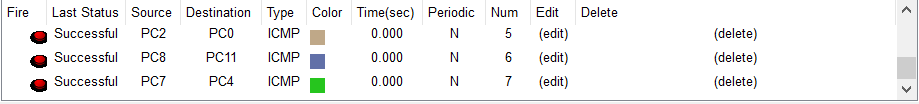 Fire Last Status Source Destination Type Color Time(sec) Periodic Num Edit Delete
Successful PC2 PC0 ICMP 0.000 N 5 (edit) (delete)
Successful PC8 PC11 ICMP 0.000 N 6 (edit) (delete)
Successful PC7 PC4 ICMP 0.000 N 7 (edit) (delete)